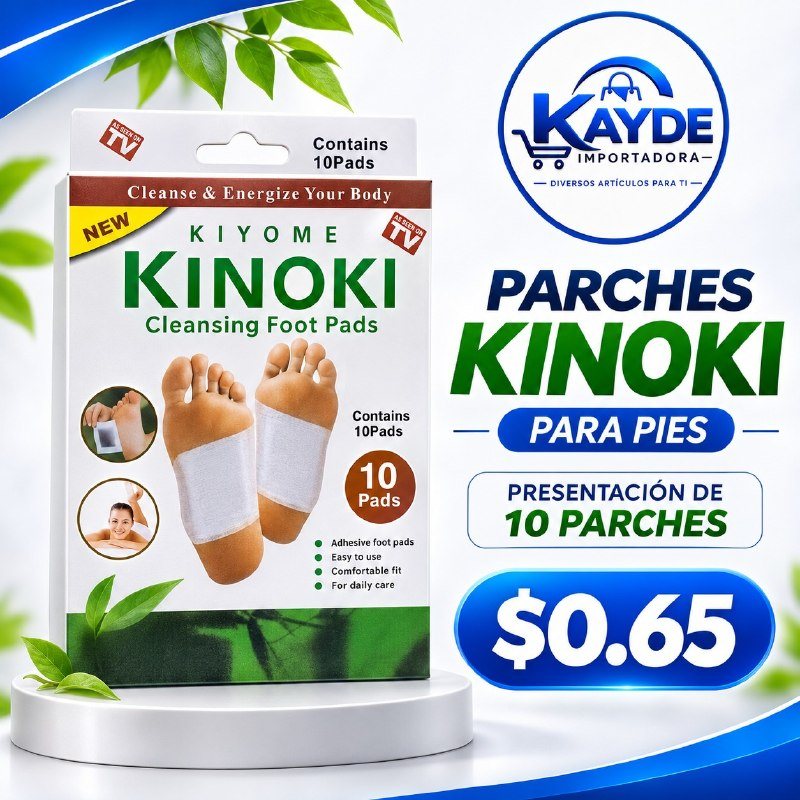 AS SEEN ON
TV
Contains
10Pads
Cleanse & Energize Your Body
NEW
AS SEEN ON
TV
KIYOME
KINOKI
Cleansing Foot Pads
Contains
10Pads
10
Pads
Adhesive foot pads
Easy to use
Comfortable fit
For daily care
KAYDE
IMPORTADORA
DIVERSOS ARTÍCULOS PARA TI
PARCHES
KINOKI
PARA PIES
PRESENTACIÓN DE
10 PARCHES
$0.65